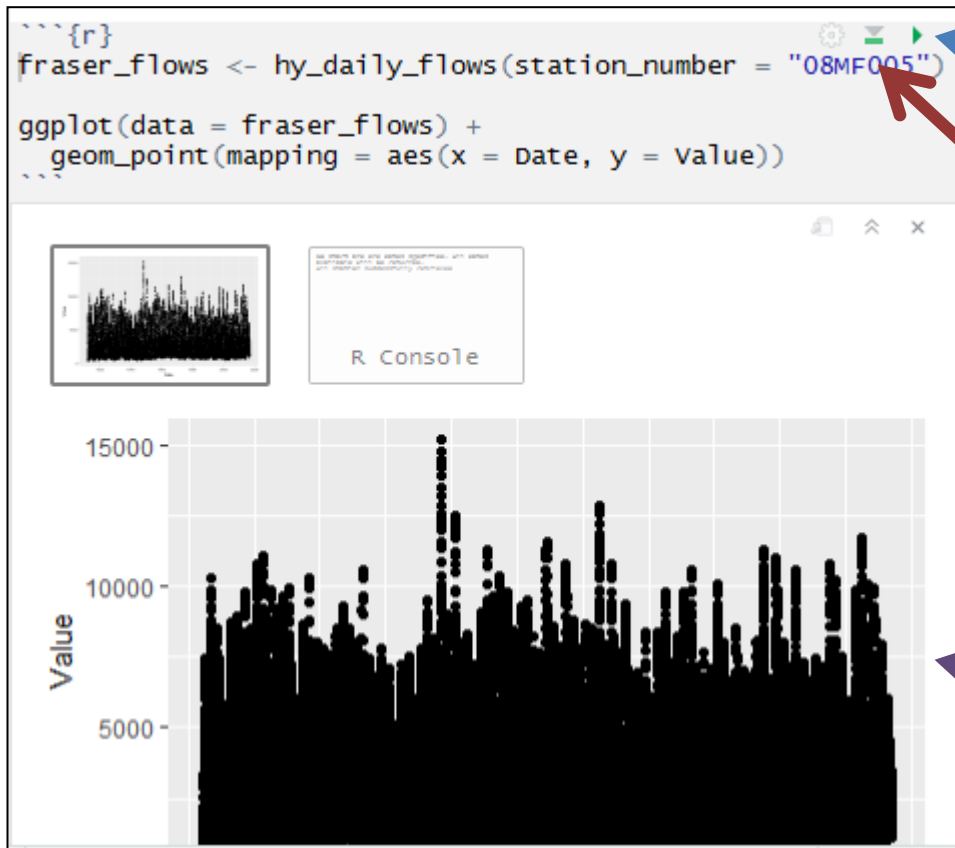 ```{r}
fraser_flows <- hy_daily_flows(station_number = "08MF005")
ggplot(data = fraser_flows) +
  geom_point(mapping = aes(x = Date, y = Value))
```
R Console
15000
10000
Value
5000